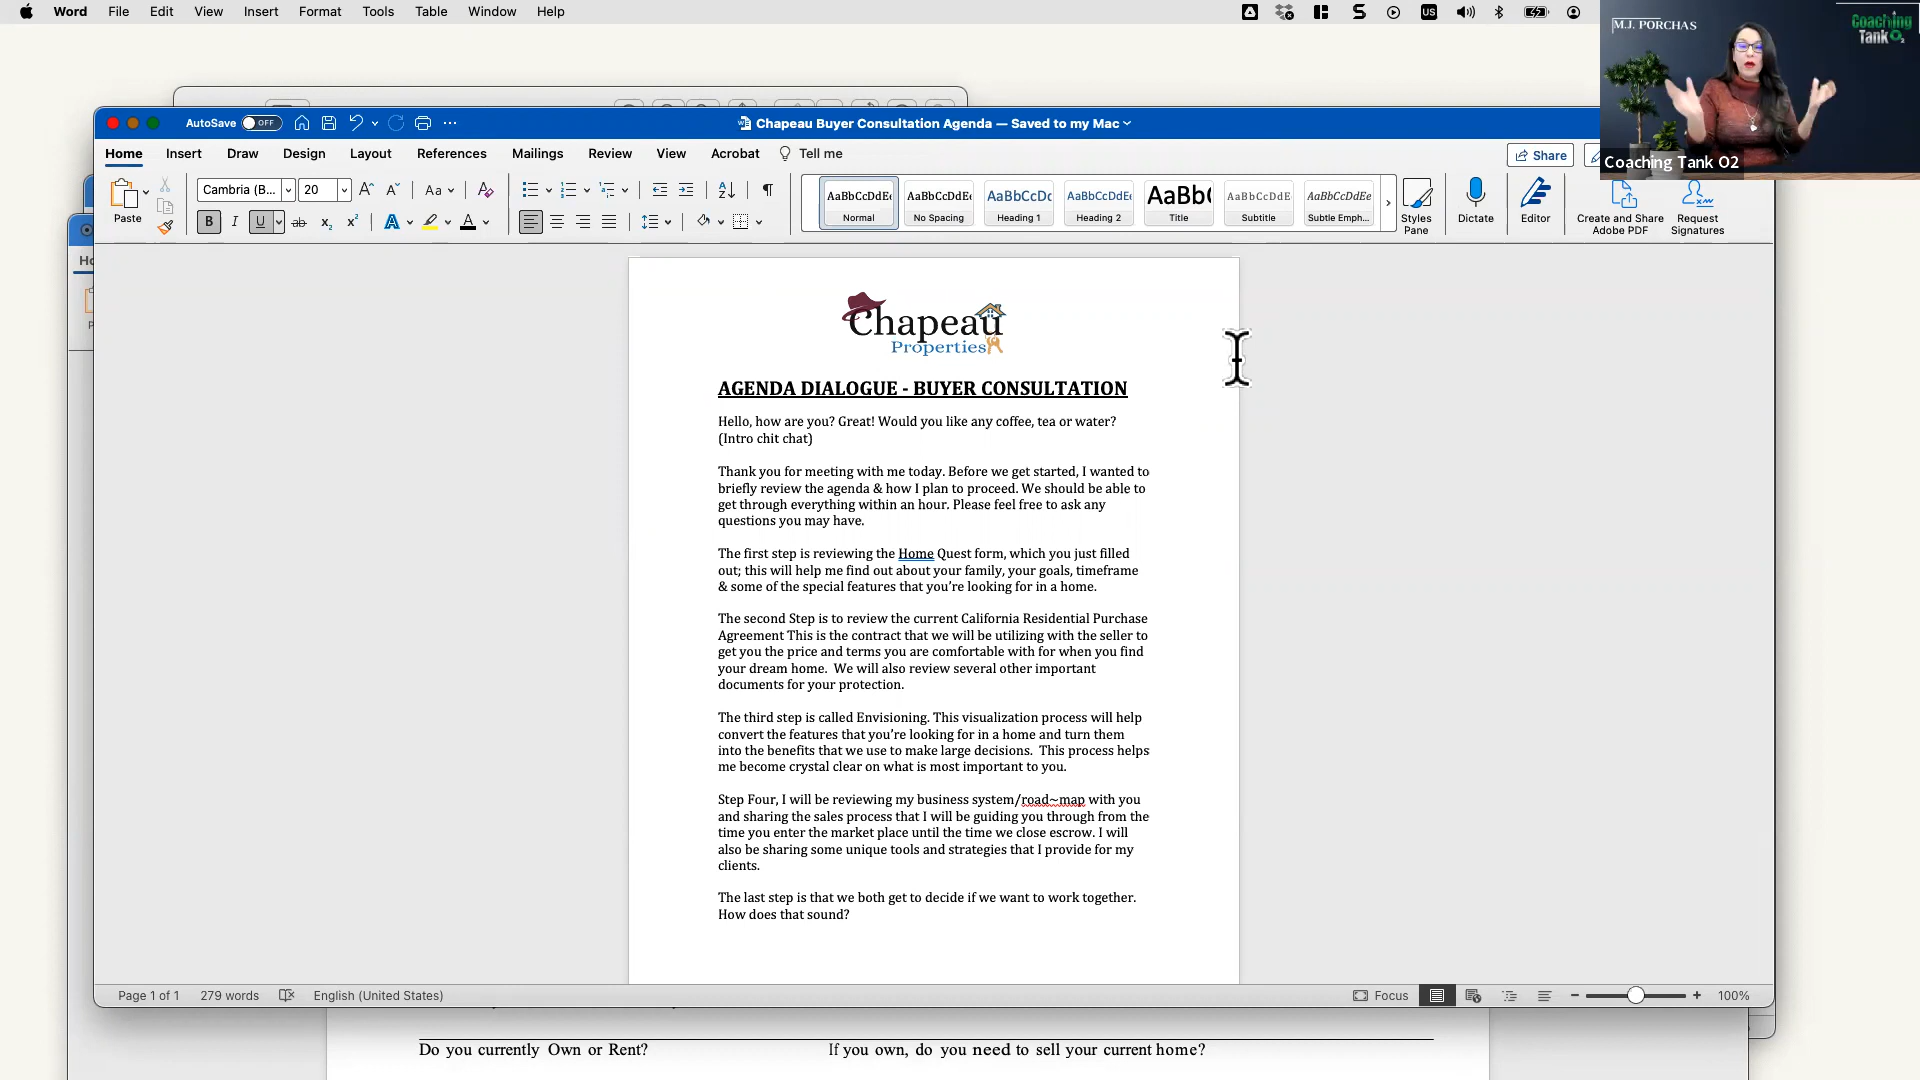 Word File Edit View Insert Format Tools Table Window Help
US
M.J. PORCHAS
Coaching Tank O2
Coaching Tank O2
AutoSave OFF
Chapeau Buyer Consultation Agenda — Saved to my Mac
Home Insert Draw Design Layout References Mailings Review View Acrobat Tell me
Share
Paste
Cambria (B... 20
Aa
AaBbCcDdEe Normal
AaBbCcDdEe No Spacing
AaBbCcDc Heading 1
AaBbCcDdEe Heading 2
AaBb( Title
AaBbCcDdEe Subtitle
AaBbCcDdEe Subtle Emph...
Styles Pane
Dictate
Editor
Create and Share Adobe PDF
Request Signatures
Chapeau
Properties
AGENDA DIALOGUE - BUYER CONSULTATION
Hello, how are you? Great! Would you like any coffee, tea or water?
(Intro chit chat)
Thank you for meeting with me today. Before we get started, I wanted to
briefly review the agenda & how I plan to proceed. We should be able to
get through everything within an hour. Please feel free to ask any
questions you may have.
The first step is reviewing the Home Quest form, which you just filled
out; this will help me find out about your family, your goals, timeframe
& some of the special features that you're looking for in a home.
The second Step is to review the current California Residential Purchase
Agreement This is the contract that we will be utilizing with the seller to
get you the price and terms you are comfortable with for when you find
your dream home.  We will also review several other important
documents for your protection.
The third step is called Envisioning. This visualization process will help
convert the features that you're looking for in a home and turn them
into the benefits that we use to make large decisions.  This process helps
me become crystal clear on what is most important to you.
Step Four, I will be reviewing my business system/road~map with you
and sharing the sales process that I will be guiding you through from the
time you enter the market place until the time we close escrow. I will
also be sharing some unique tools and strategies that I provide for my
clients.
The last step is that we both get to decide if we want to work together.
How does that sound?
Page 1 of 1 279 words English (United States) Focus 100%
Do you currently Own or Rent? If you own, do you need to sell your current home?